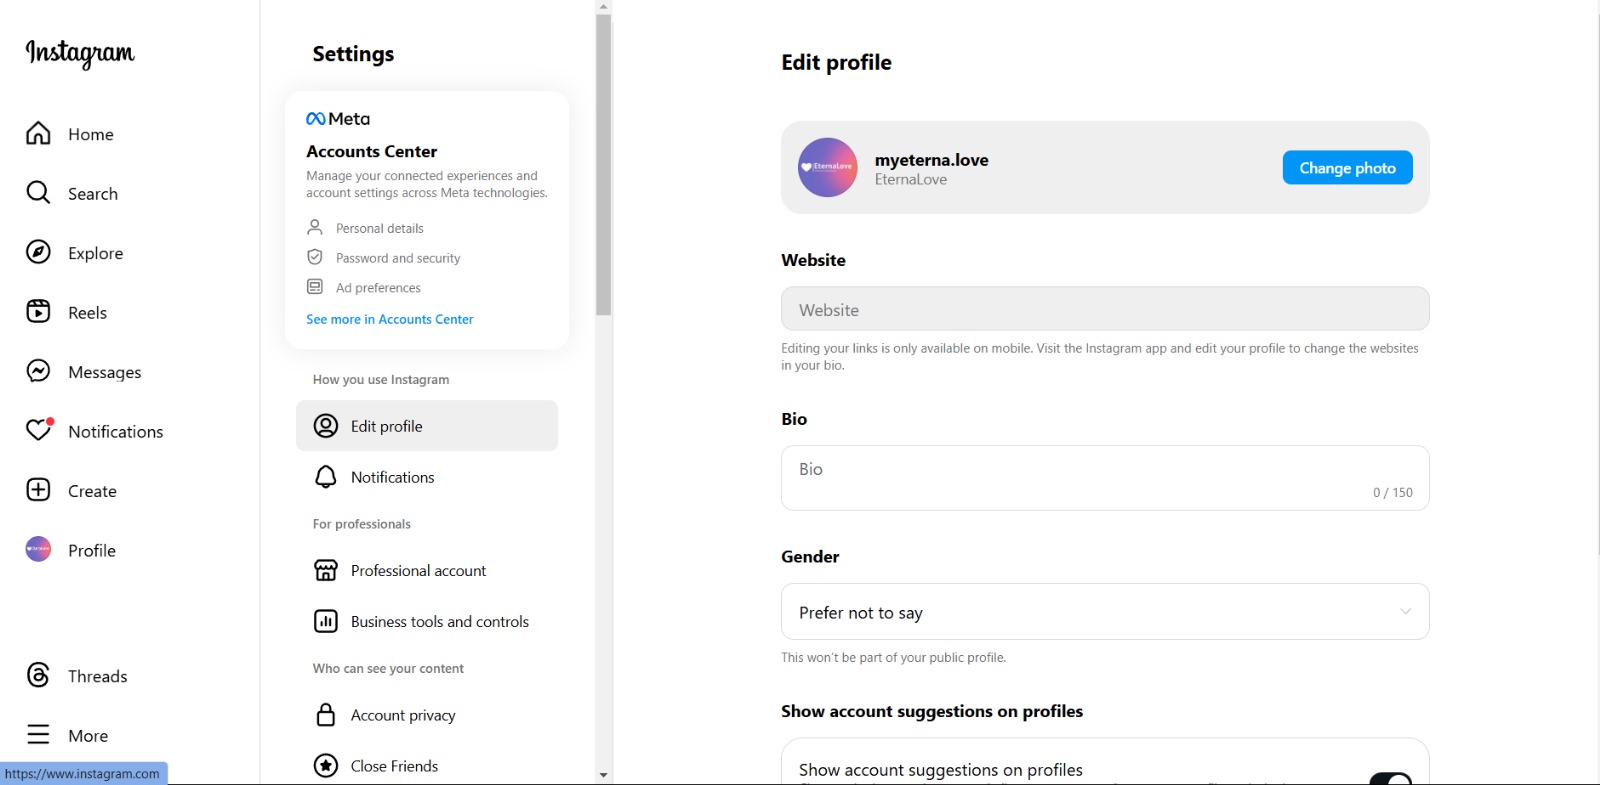 Instagram
Home
Search
Explore
Reels
Messages
Notifications
Create
Profile
Threads
More
https://www.instagram.com
Settings
Meta
Accounts Center
Manage your connected experiences and
account settings across Meta technologies.
Personal details
Password and security
Ad preferences
See more in Accounts Center
How you use Instagram
Edit profile
Notifications
For professionals
Professional account
Business tools and controls
Who can see your content
Account privacy
Close Friends
Edit profile
EternaLove
myeterna.love
EternaLove
Change photo
Website
Website
Editing your links is only available on mobile. Visit the Instagram app and edit your profile to change the websites
in your bio.
Bio
Bio
0 / 150
Gender
Prefer not to say
This won't be part of your public profile.
Show account suggestions on profiles
Show account suggestions on profiles